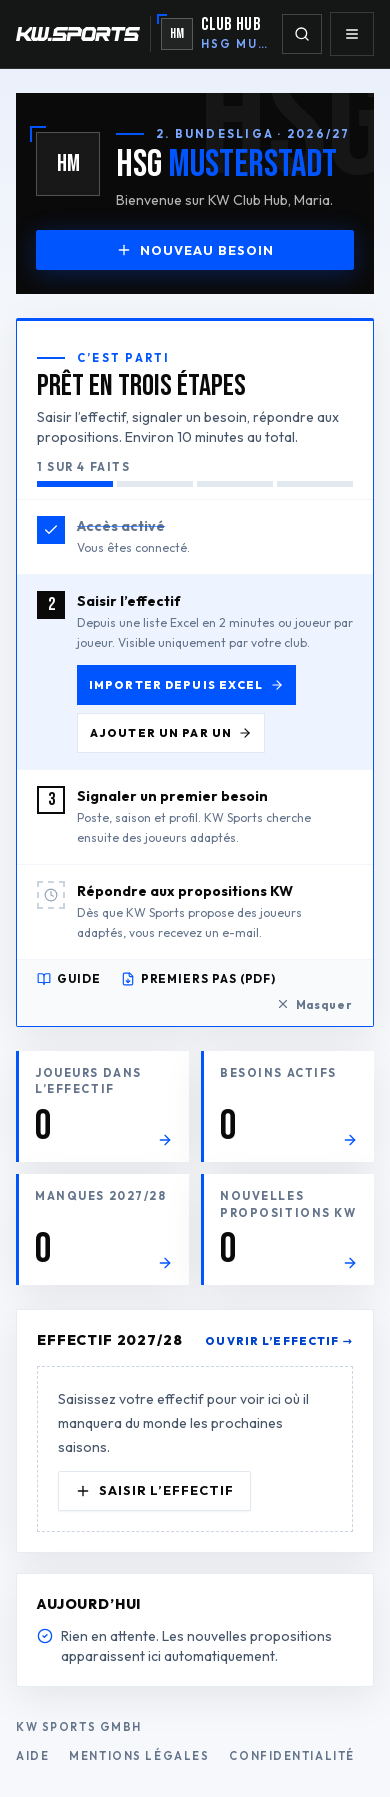 KW.SPORTS
HM
CLUB HUB
HSG MU...
HM
2. BUNDESLIGA · 2026/27
HSG MUSTERSTADT
Bienvenue sur KW Club Hub, Maria.
+ NOUVEAU BESOIN
C’EST PARTI
PRÊT EN TROIS ÉTAPES
Saisir l’effectif, signaler un besoin, répondre aux
propositions. Environ 10 minutes au total.
1 SUR 4 FAITS
Accès activé
Vous êtes connecté.
2
Saisir l’effectif
Depuis une liste Excel en 2 minutes ou joueur par
joueur. Visible uniquement par votre club.
IMPORTER DEPUIS EXCEL →
AJOUTER UN PAR UN →
3
Signaler un premier besoin
Poste, saison et profil. KW Sports cherche
ensuite des joueurs adaptés.
Répondre aux propositions KW
Dès que KW Sports propose des joueurs
adaptés, vous recevez un e-mail.
GUIDE
PREMIERS PAS (PDF)
Masquer
JOUEURS DANS
L’EFFECTIF
0
BESOINS ACTIFS
0
MANQUES 2027/28
0
NOUVELLES
PROPOSITIONS KW
0
EFFECTIF 2027/28
OUVRIR L’EFFECTIF →
Saisissez votre effectif pour voir ici où il
manquera du monde les prochaines
saisons.
+ SAISIR L’EFFECTIF
AUJOURD’HUI
Rien en attente. Les nouvelles propositions
apparaissent ici automatiquement.
KW SPORTS GMBH
AIDE
MENTIONS LÉGALES
CONFIDENTIALITÉ